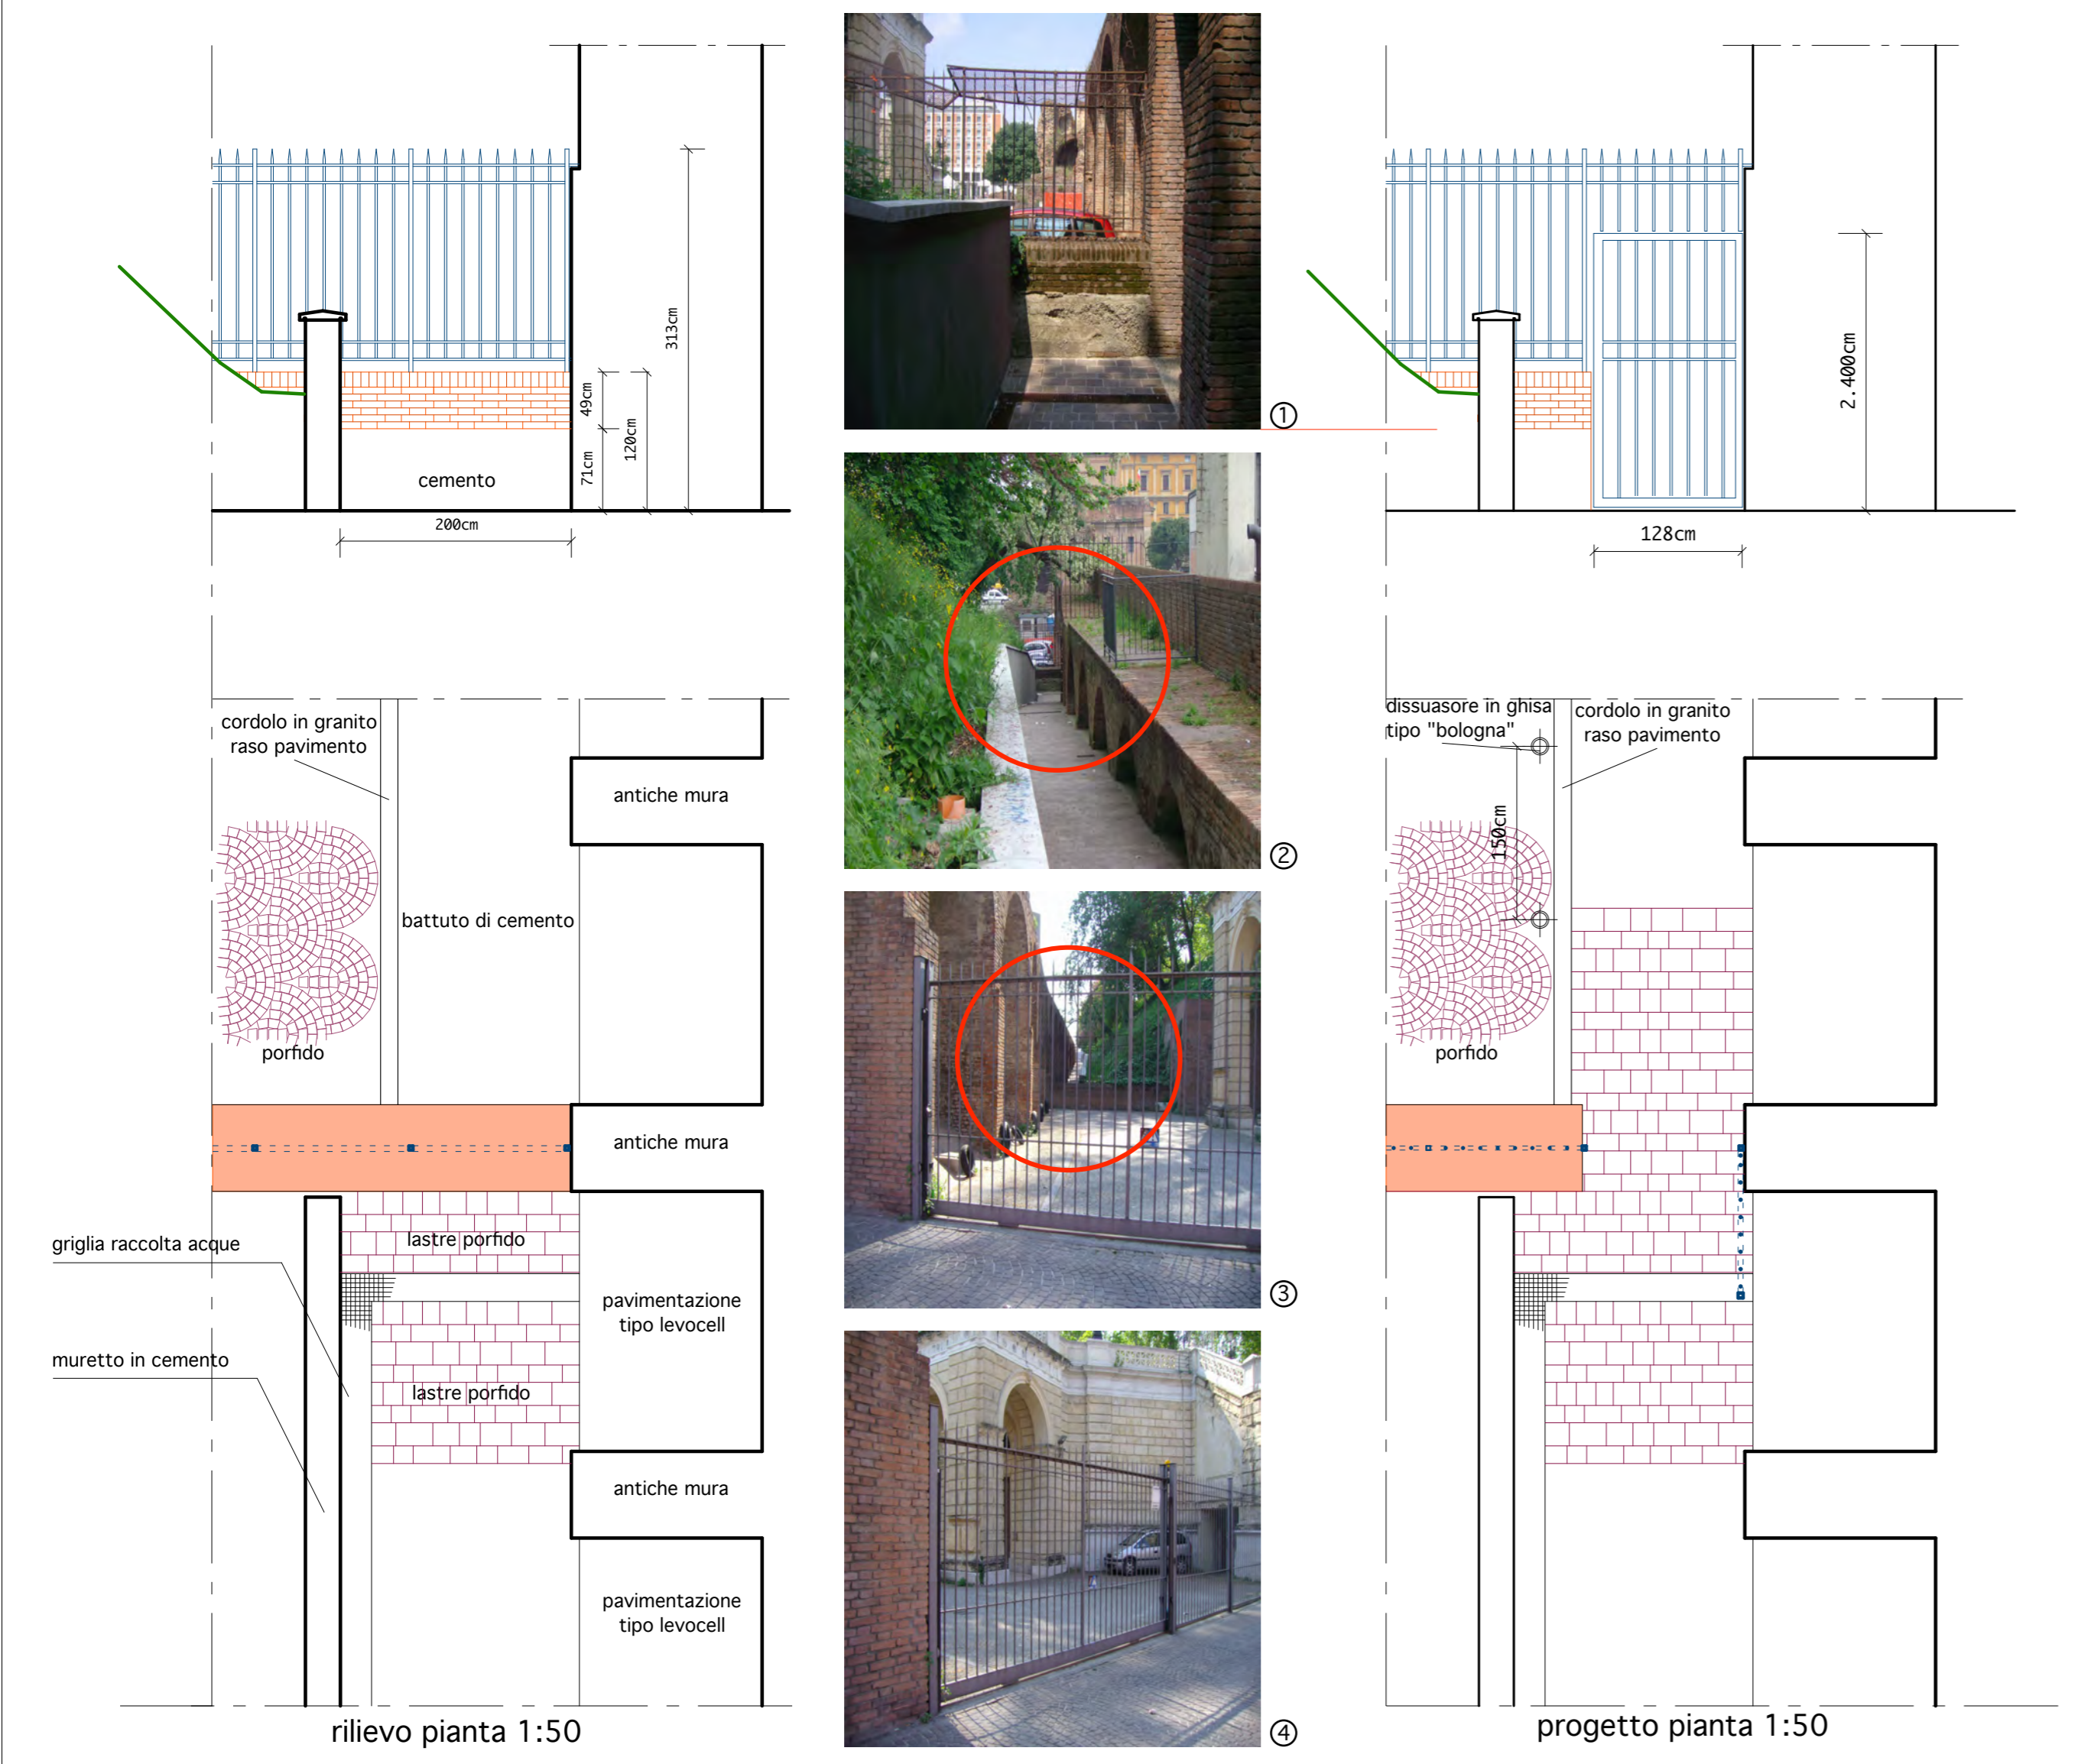 313cm
49cm
120cm
71cm
cemento
200cm
cordolo in granito
raso pavimento
antiche mura
battuto di cemento
porfido
antiche mura
griglia raccolta acque
lastre porfido
pavimentazione
tipo levocell
muretto in cemento
lastre porfido
antiche mura
pavimentazione
tipo levocell
rilievo pianta 1:50
①
②
③
④
2.400cm
128cm
dissuasore in ghisa
tipo "bologna"
cordolo in granito
raso pavimento
150cm
porfido
progetto pianta 1:50